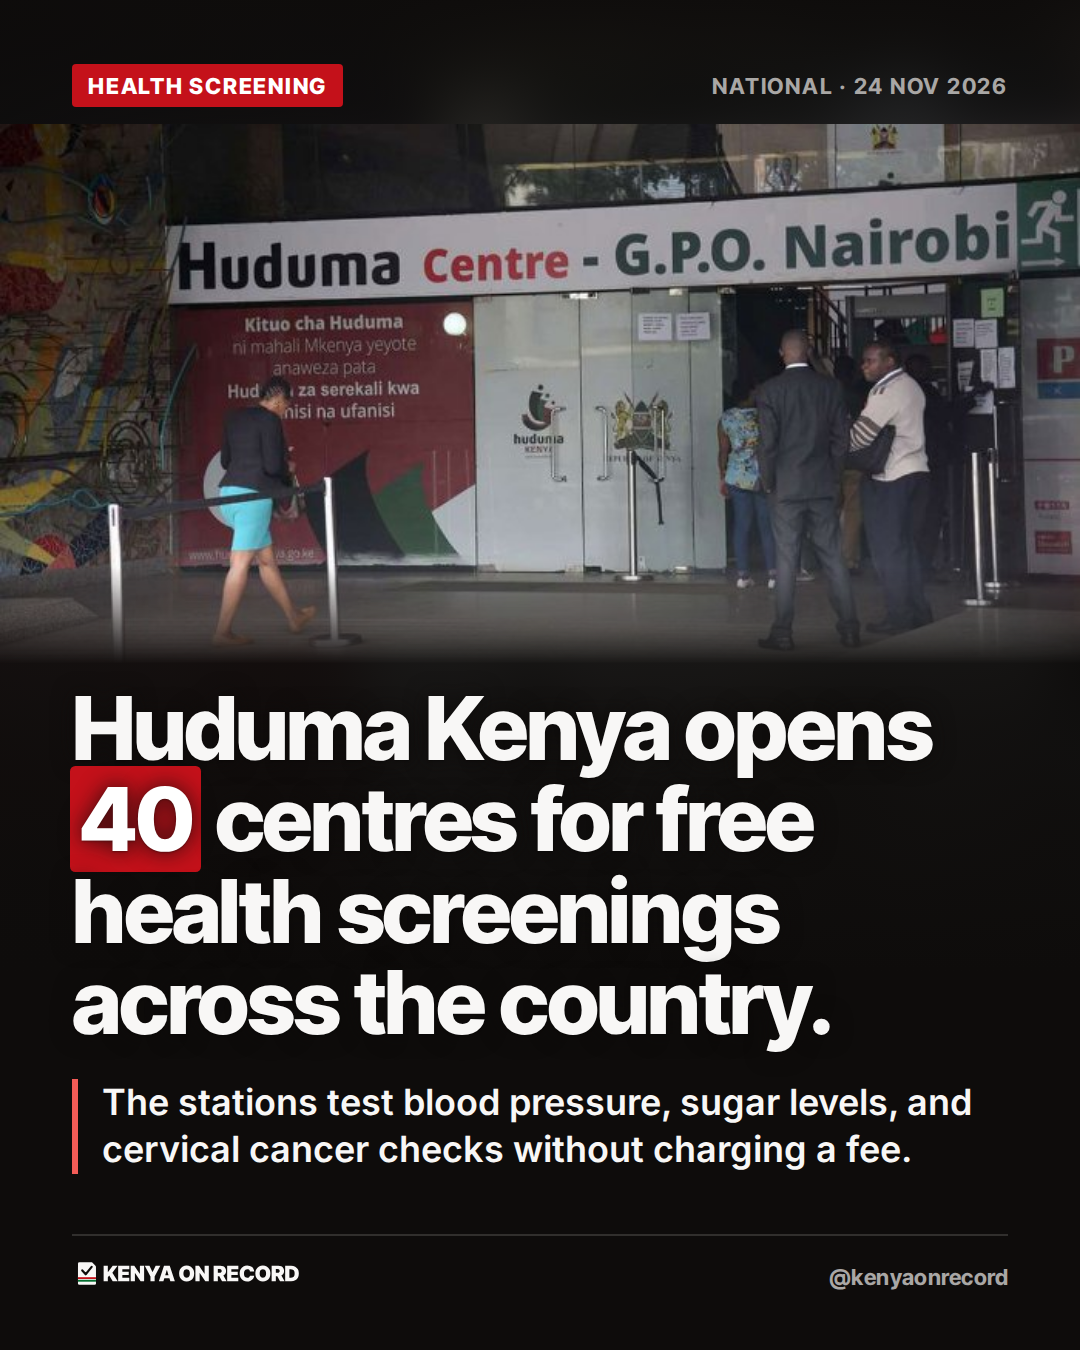 HEALTH SCREENING
NATIONAL · 24 NOV 2026
Huduma Centre - G.P.O. Nairobi
Kituo cha Huduma
ni mahali Mkenya yeyote
anaweza pata
za serekali kwa
na ufanisi
huduma
KENYA
Huduma Kenya opens
40 centres for free
health screenings
across the country.
The stations test blood pressure, sugar levels, and
cervical cancer checks without charging a fee.
KENYA ON RECORD
@kenyaonrecord